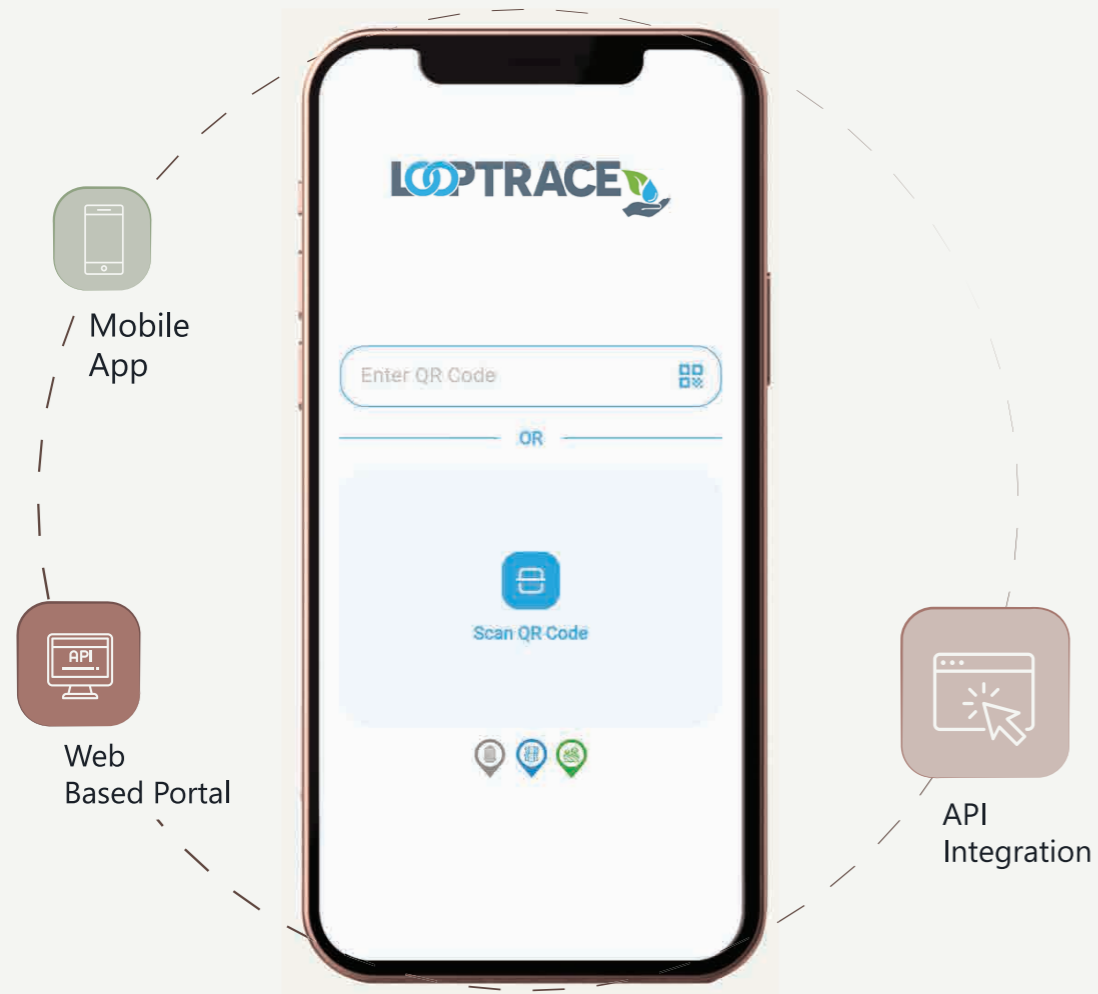 LOOPTRACE
Mobile
App
Enter QR Code
OR
Scan QR Code
API
Web
Based Portal
API
Integration